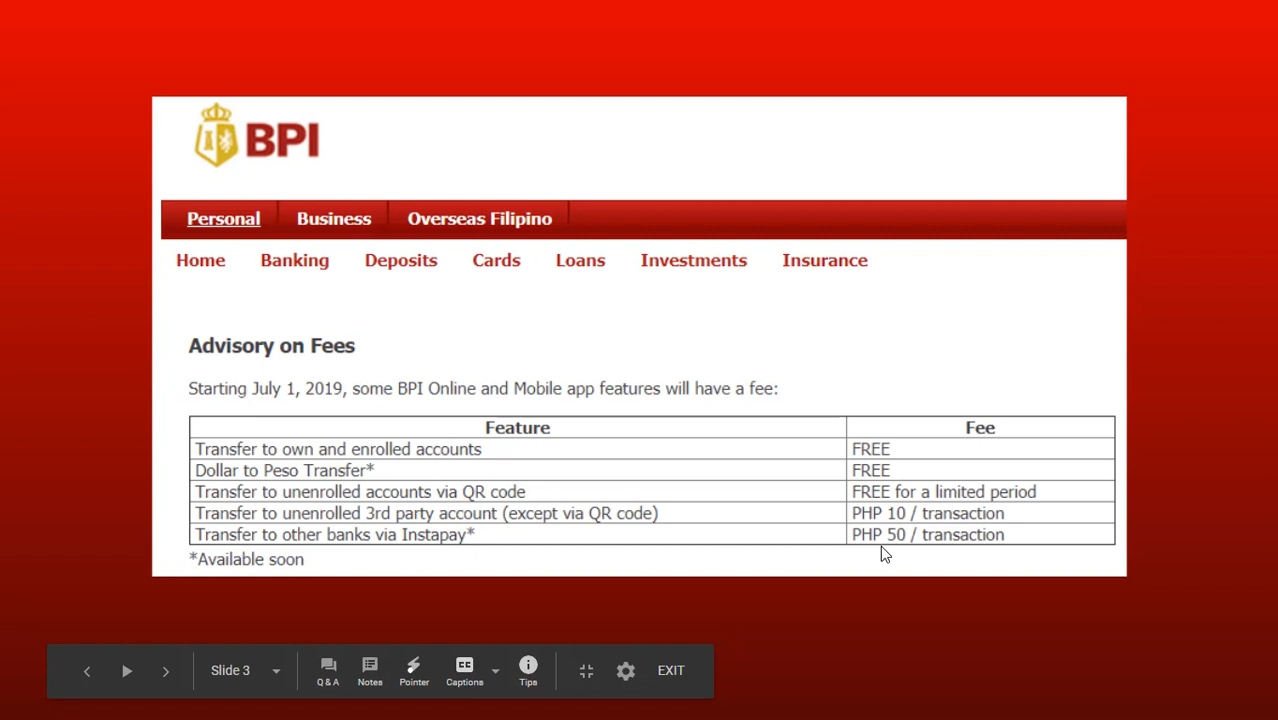 BPI
Personal Business Overseas Filipino
Home Banking Deposits Cards Loans Investments Insurance
Advisory on Fees
Starting July 1, 2019, some BPI Online and Mobile app features will have a fee:
Feature Fee
Transfer to own and enrolled accounts FREE
Dollar to Peso Transfer* FREE
Transfer to unenrolled accounts via QR code FREE for a limited period
Transfer to unenrolled 3rd party account (except via QR code) PHP 10 / transaction
Transfer to other banks via Instapay* PHP 50 / transaction
*Available soon
Slide 3 Q & A Notes Pointer CC Captions Tips EXIT